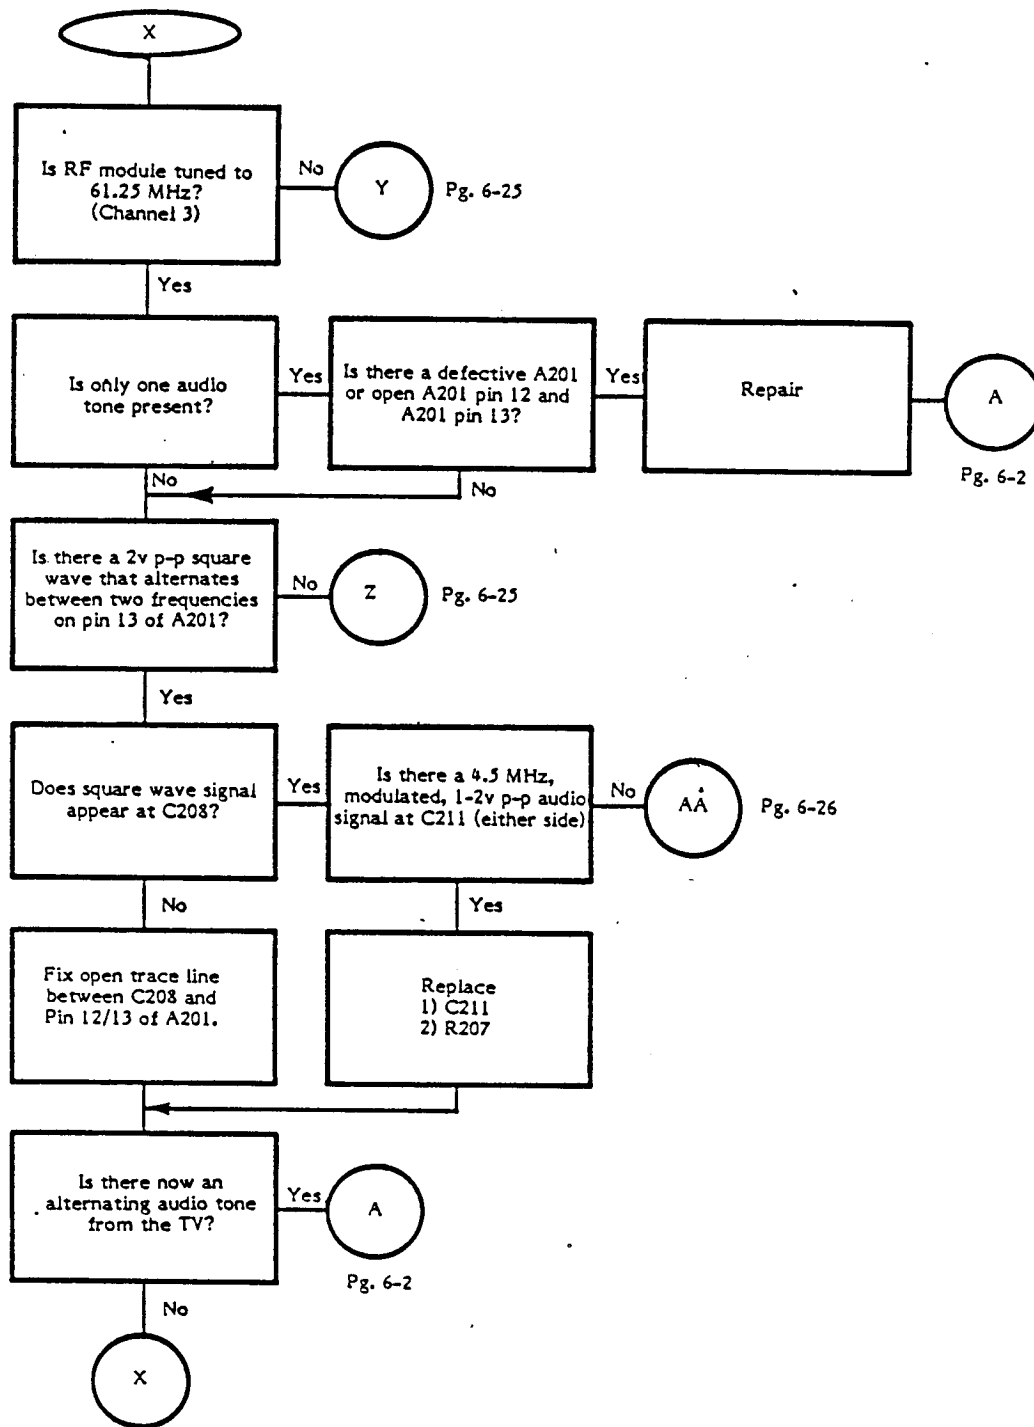 X
Is RF module tuned to
61.25 MHz?
(Channel 3)
No
Y
Pg. 6-25
Yes
Is only one audio
tone present?
Yes
Is there a defective A201
or open A201 pin 12 and
A201 pin 13?
Yes
Repair
A
Pg. 6-2
No
No
Is there a 2v p-p square
wave that alternates
between two frequencies
on pin 13 of A201?
No
Z
Pg. 6-25
Yes
Does square wave signal
appear at C208?
Yes
Is there a 4.5 MHz,
modulated, 1-2v p-p audio
signal at C211 (either side)
No
AA
Pg. 6-26
No
Yes
Fix open trace line
between C208 and
Pin 12/13 of A201.
Replace
1) C211
2) R207
Is there now an
alternating audio tone
from the TV?
Yes
A
Pg. 6-2
No
X